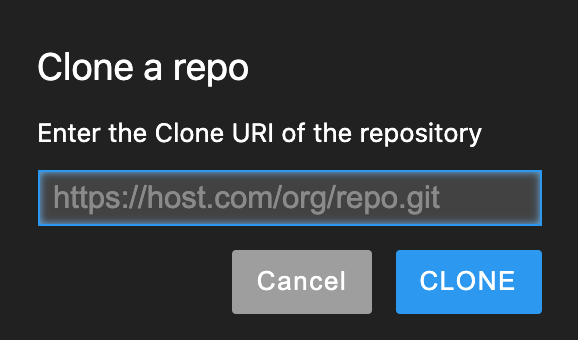 Clone a repo
Enter the Clone URI of the repository
https://host.com/org/repo.git
Cancel
CLONE